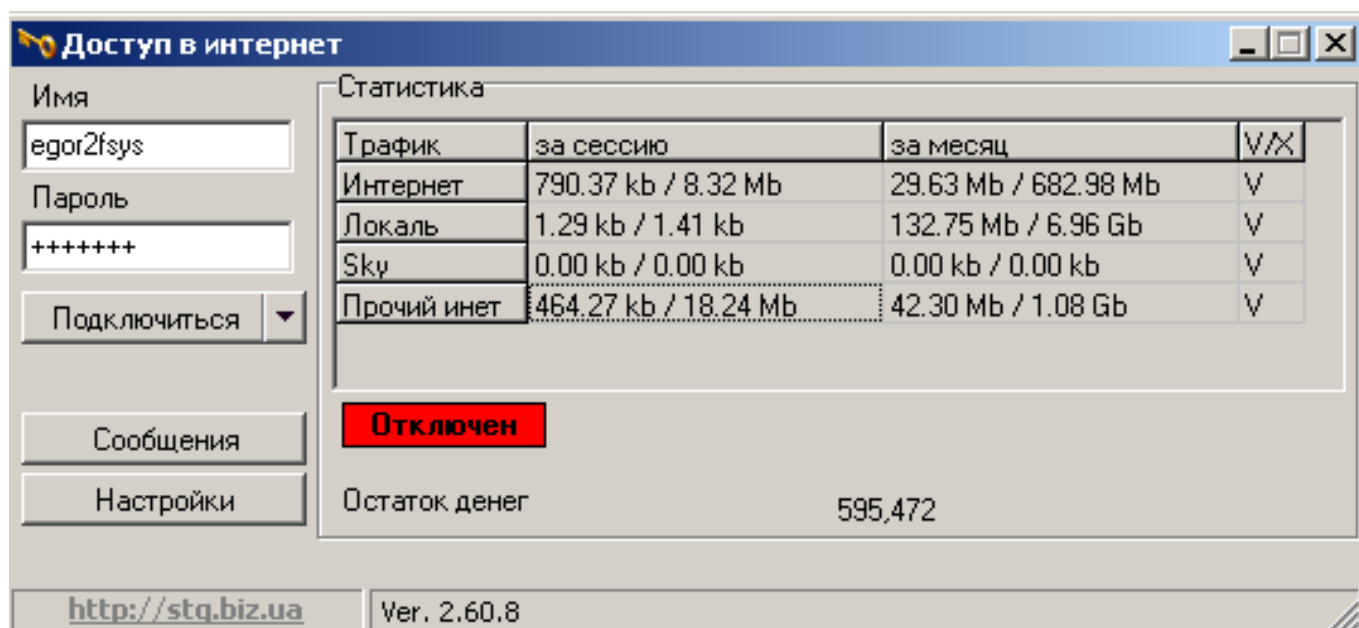 Доступ в интернет
Имя
egor2fsys
Пароль
+++++++
Подключиться
Сообщения
Настройки
Статистика
Трафик за сессию за месяц V/X
Интернет 790.37 kb / 8.32 Mb 29.63 Mb / 682.98 Mb V
Локаль 1.29 kb / 1.41 kb 132.75 Mb / 6.96 Gb V
Sky 0.00 kb / 0.00 kb 0.00 kb / 0.00 kb V
Прочий инет 464.27 kb / 18.24 Mb 42.30 Mb / 1.08 Gb V
Отключен
Остаток денег 595,472
http://stg.biz.ua Ver. 2.60.8